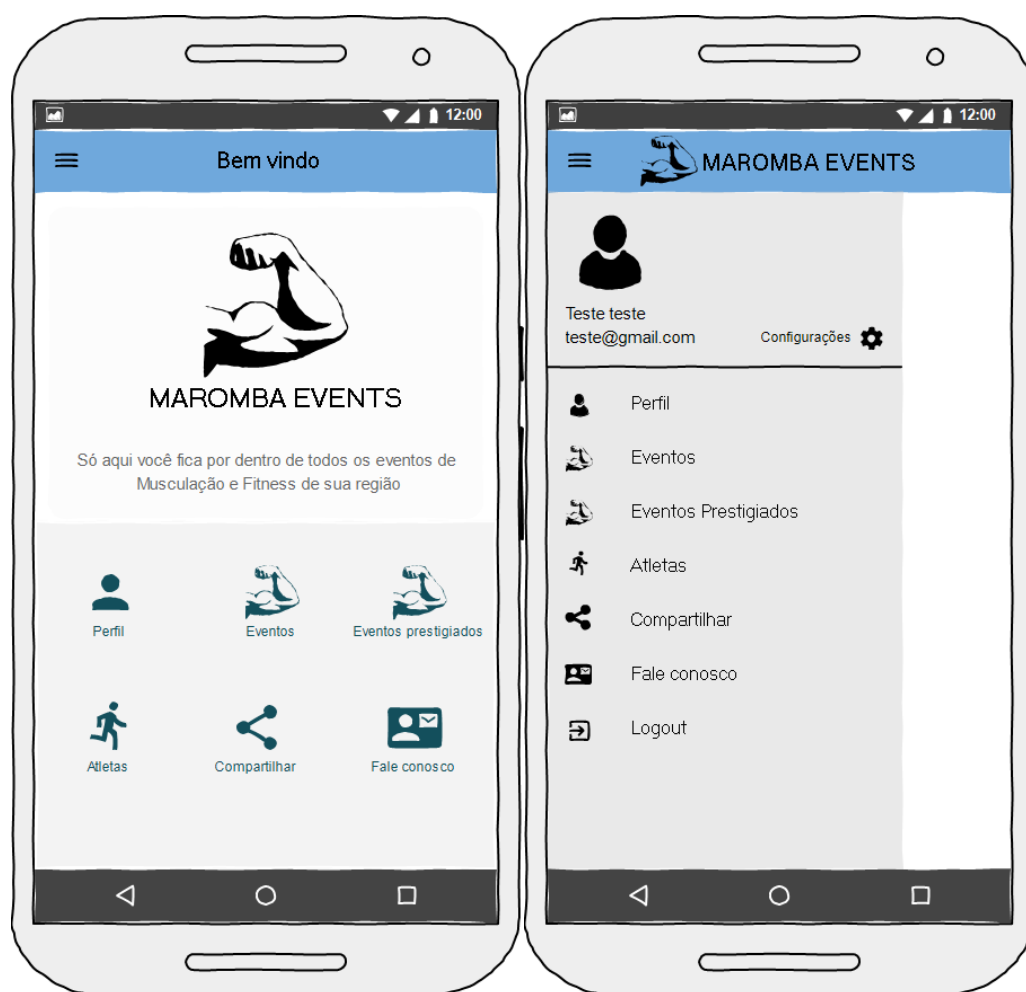 12:00
Bem vindo
MAROMBA EVENTS
Só aqui você fica por dentro de todos os eventos de
Musculação e Fitness de sua região
Perfil
Eventos
Eventos prestigiados
Atletas
Compartilhar
Fale conosco
12:00
MAROMBA EVENTS
Teste teste
teste@gmail.com
Configurações
Perfil
Eventos
Eventos Prestigiados
Atletas
Compartilhar
Fale conosco
Logout